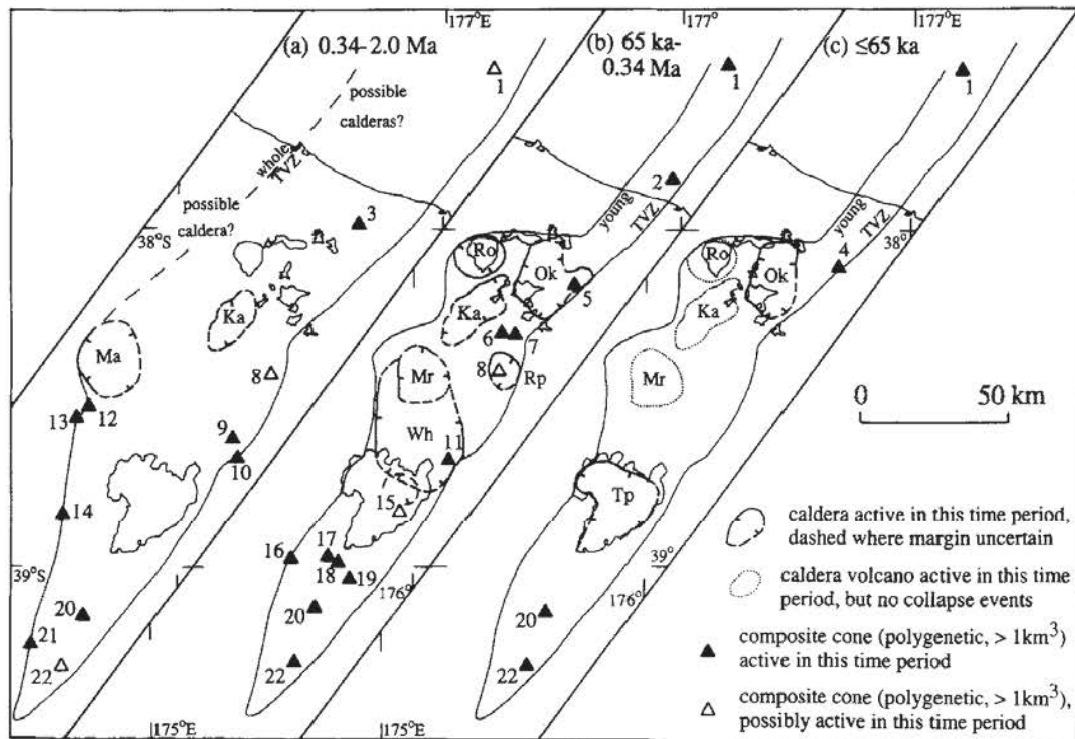 177°E
177°
177°E
(a) 0.34-2.0 Ma
(b) 65 ka-
0.34 Ma
(c) ≤65 ka
possible
calderas?
1
1
1
whole
TVZ
possible
caldera?
2
3
young
TVZ
young
TVZ
38°S
38°
4
Ro
Ok
Ro
Ok
5
Ka
Ka
Ka
6
7
Ma
8
8
Rp
Mr
Mr
12
13
9
10
Wh
11
0
50 km
14
15
Tp
16
17
18
19
39°S
39°
176°
176°
20
20
20
21
22
22
22
175°E
175°E
caldera active in this time period,
dashed where margin uncertain
caldera volcano active in this time
period, but no collapse events
composite cone (polygenetic, > 1km³)
active in this time period
composite cone (polygenetic, > 1km³),
possibly active in this time period